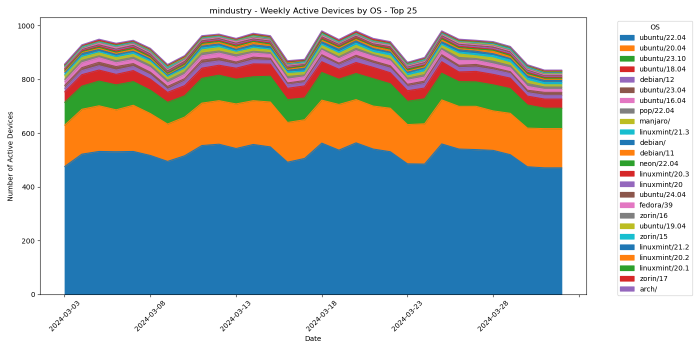 mindustry - Weekly Active Devices by OS - Top 25
Number of Active Devices
1000
800
600
400
200
0
2024-03-03
2024-03-08
2024-03-13
2024-03-18
2024-03-23
2024-03-28
Date
OS
ubuntu/22.04
ubuntu/20.04
ubuntu/23.10
ubuntu/18.04
debian/12
ubuntu/23.04
ubuntu/16.04
pop/22.04
manjaro/
linuxmint/21.3
debian/
debian/11
neon/22.04
linuxmint/20.3
linuxmint/20
ubuntu/24.04
fedora/39
zorin/16
ubuntu/19.04
zorin/15
linuxmint/21.2
linuxmint/20.2
linuxmint/20.1
zorin/17
arch/